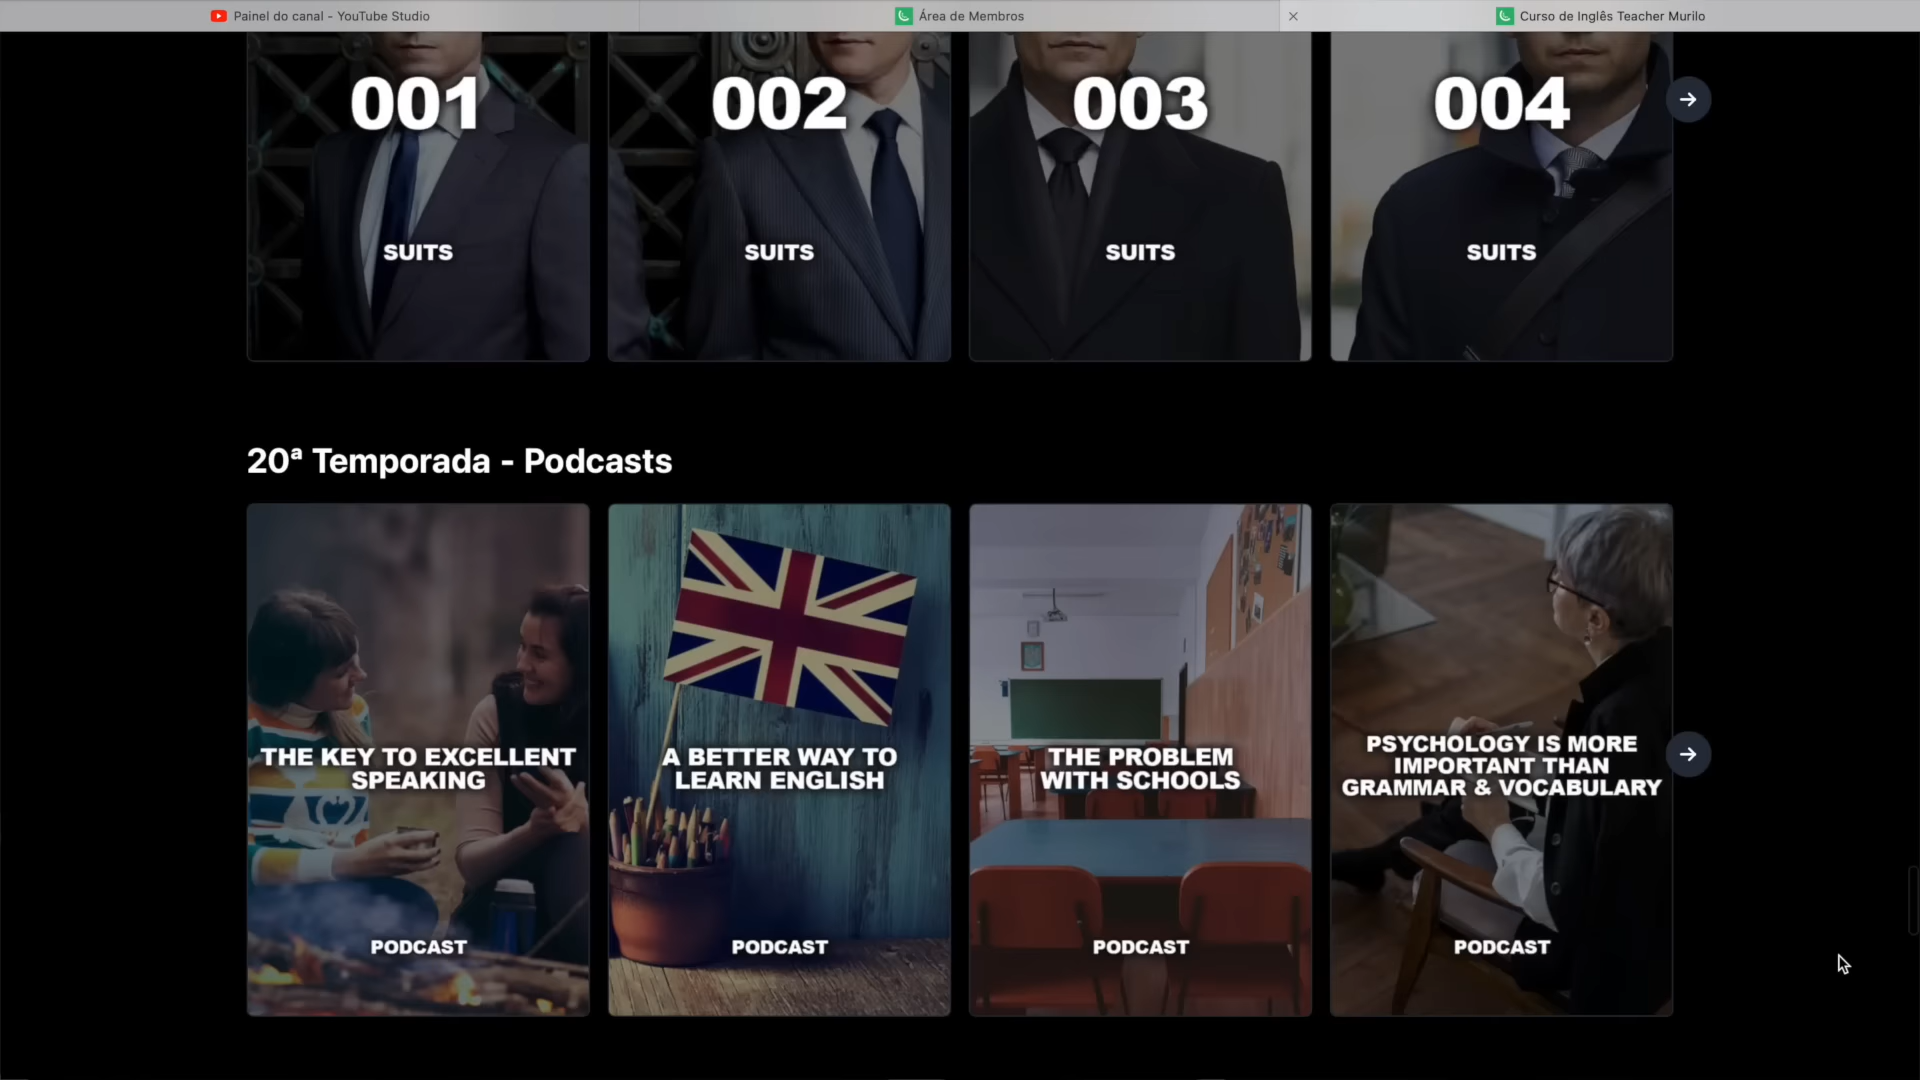 Painel do canal - YouTube Studio
Área de Membros
Curso de Inglês Teacher Murilo
001
002
003
004
SUITS
SUITS
SUITS
SUITS
20ª Temporada - Podcasts
THE KEY TO EXCELLENT
SPEAKING
A BETTER WAY TO
LEARN ENGLISH
THE PROBLEM
WITH SCHOOLS
PSYCHOLOGY IS MORE
IMPORTANT THAN
GRAMMAR & VOCABULARY
PODCAST
PODCAST
PODCAST
PODCAST